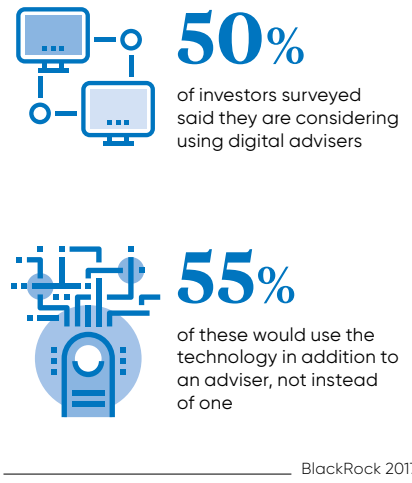 50%
of investors surveyed
said they are considering
using digital advisers
55%
of these would use the
technology in addition to
an adviser, not instead
of one
BlackRock 2017